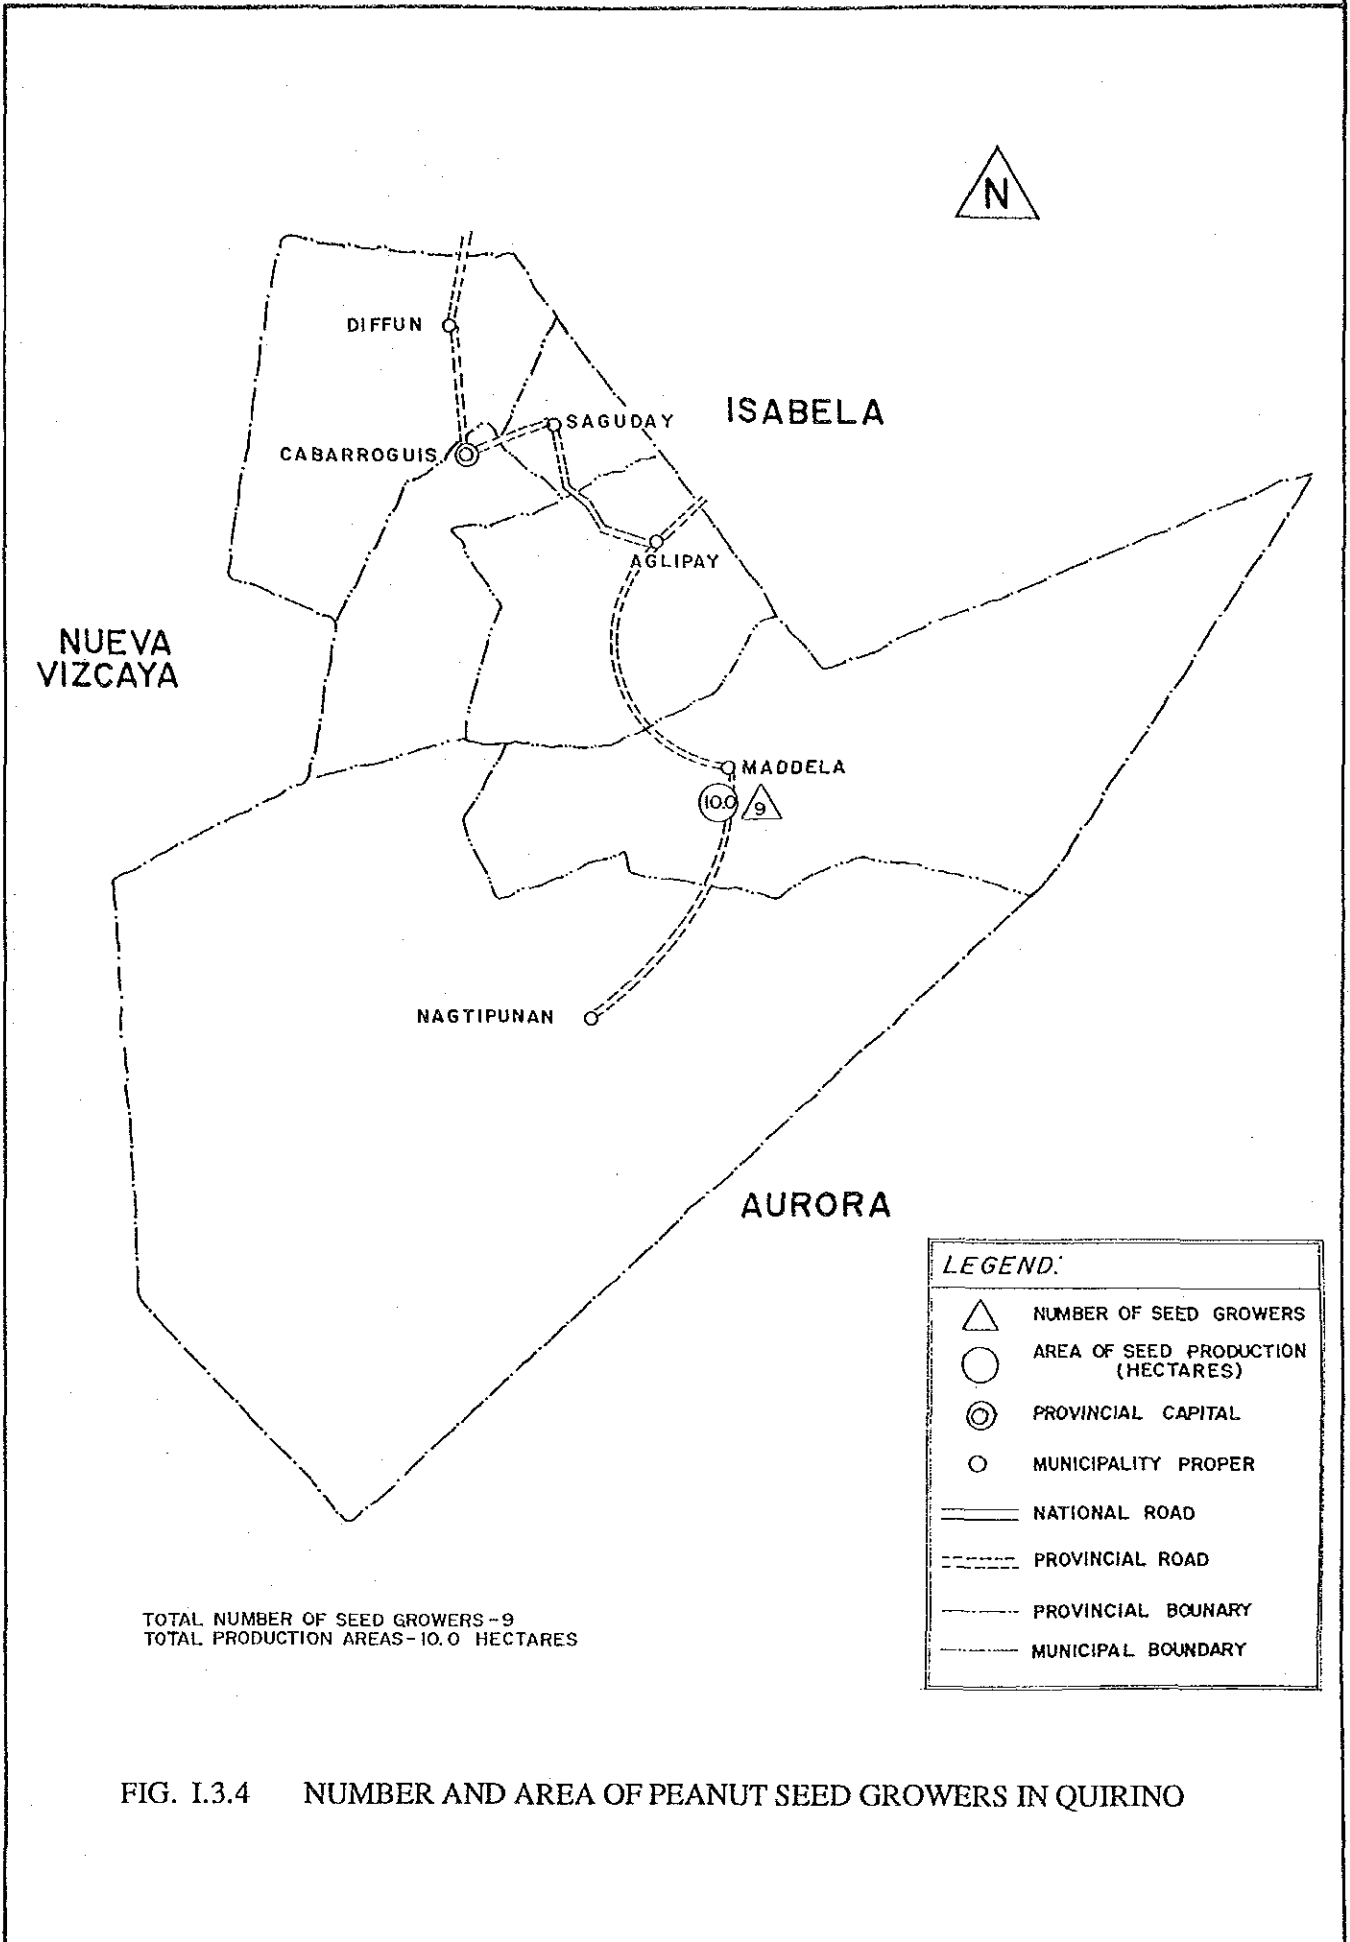 N
DIFFUN
ISABELA
SAGUDAY
CABARROGUIS
AGLIPAY
NUEVA
VIZCAYA
MADDELA
10.0
9
NAGTIPUNAN
AURORA
LEGEND:
NUMBER OF SEED GROWERS
AREA OF SEED PRODUCTION
(HECTARES)
PROVINCIAL CAPITAL
MUNICIPALITY PROPER
NATIONAL ROAD
PROVINCIAL ROAD
PROVINCIAL BOUNARY
MUNICIPAL BOUNDARY
TOTAL NUMBER OF SEED GROWERS-9
TOTAL PRODUCTION AREAS-10.0 HECTARES
FIG. I.3.4 NUMBER AND AREA OF PEANUT SEED GROWERS IN QUIRINO